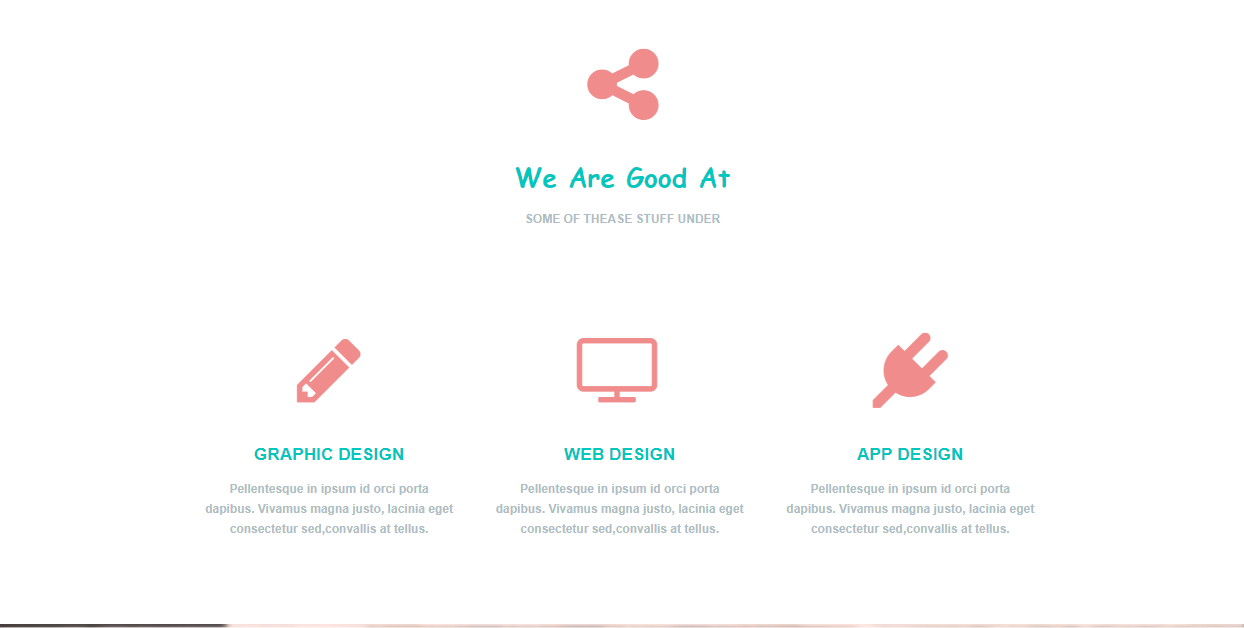 We Are Good At
SOME OF THEASE STUFF UNDER
GRAPHIC DESIGN
Pellentesque in ipsum id orci porta
dapibus. Vivamus magna justo, lacinia eget
consectetur sed,convallis at tellus.
WEB DESIGN
Pellentesque in ipsum id orci porta
dapibus. Vivamus magna justo, lacinia eget
consectetur sed,convallis at tellus.
APP DESIGN
Pellentesque in ipsum id orci porta
dapibus. Vivamus magna justo, lacinia eget
consectetur sed,convallis at tellus.